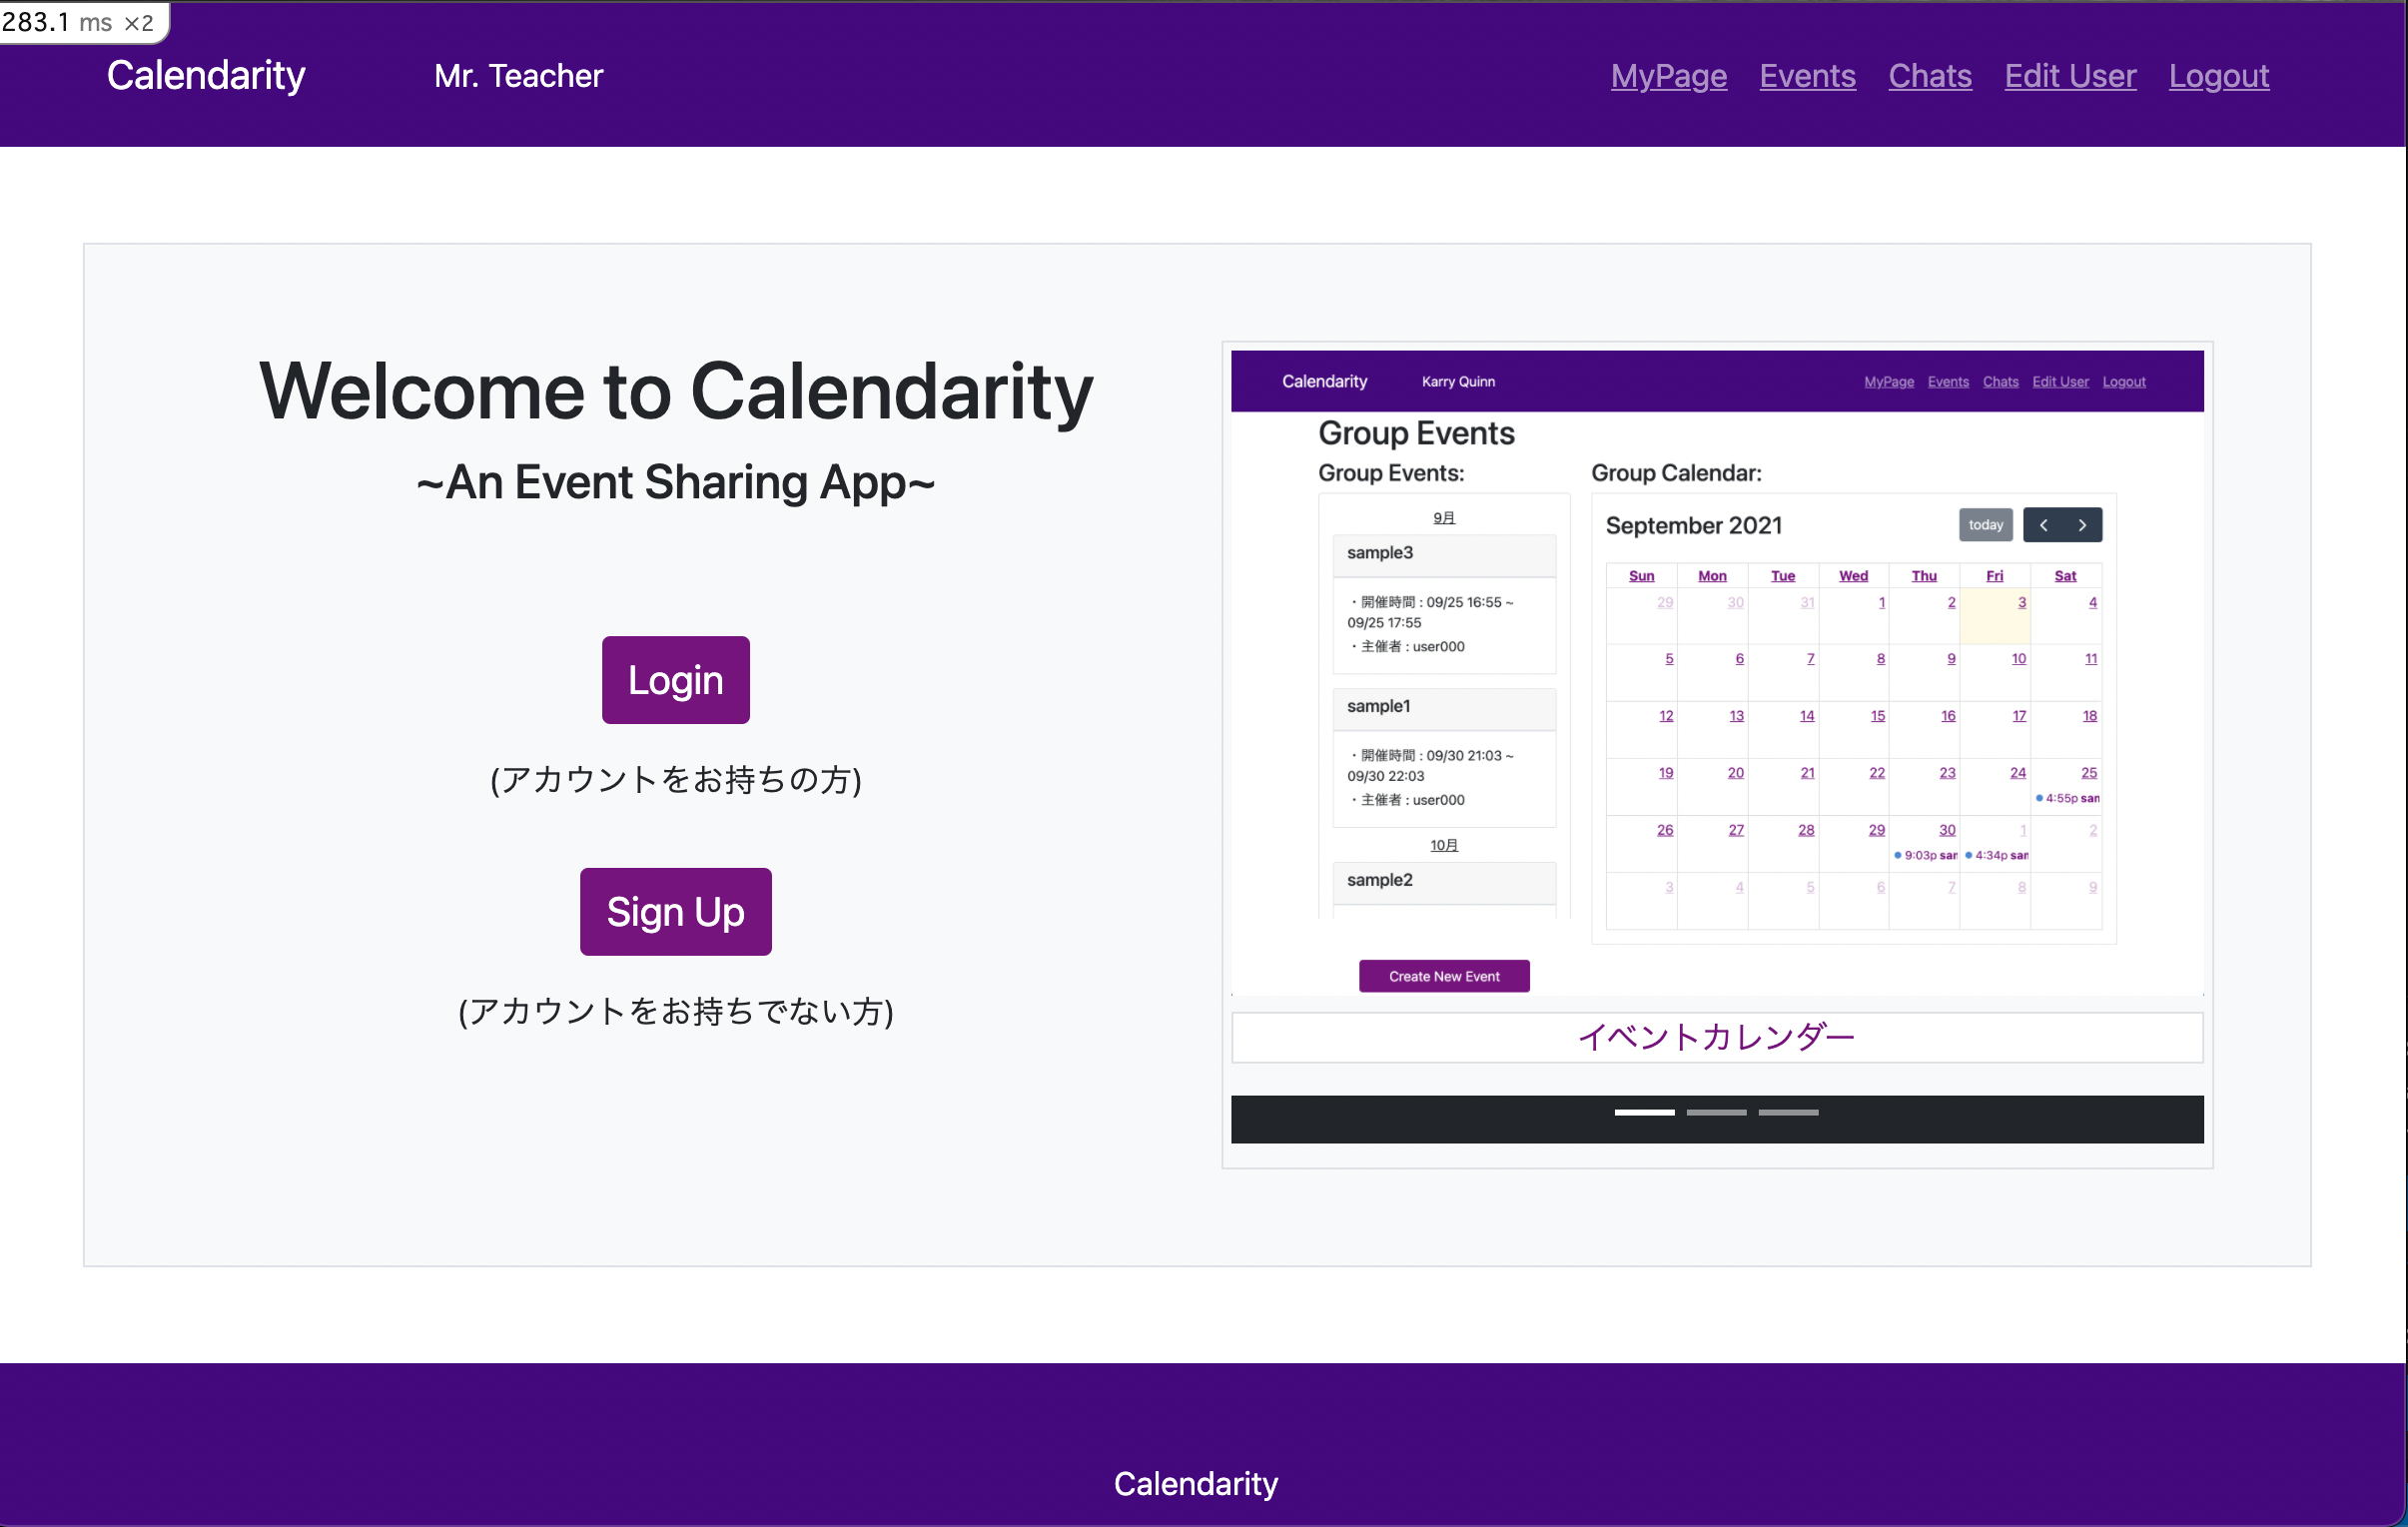 283.1 ms ×2
Calendarity Mr. Teacher MyPage Events Chats Edit User Logout
Welcome to Calendarity
~An Event Sharing App~
Login
(アカウントをお持ちの方)
Sign Up
(アカウントをお持ちでない方)
Calendarity Karry Quinn MyPage Events Chats Edit User Logout
Group Events
Group Events:
9月
sample3
・開催時間 : 09/25 16:55 ~
09/25 17:55
・主催者 : user000
sample1
・開催時間 : 09/30 21:03 ~
09/30 22:03
・主催者 : user000
10月
sample2
Create New Event
Group Calendar:
September 2021 today < >
Sun Mon Tue Wed Thu Fri Sat
29 30 31 1 2 3 4
5 6 7 8 9 10 11
12 13 14 15 16 17 18
19 20 21 22 23 24 25
4:55p san
26 27 28 29 30 1 2
9:03p san 4:34p san
3 4 5 6 7 8 9
イベントカレンダー
Calendarity